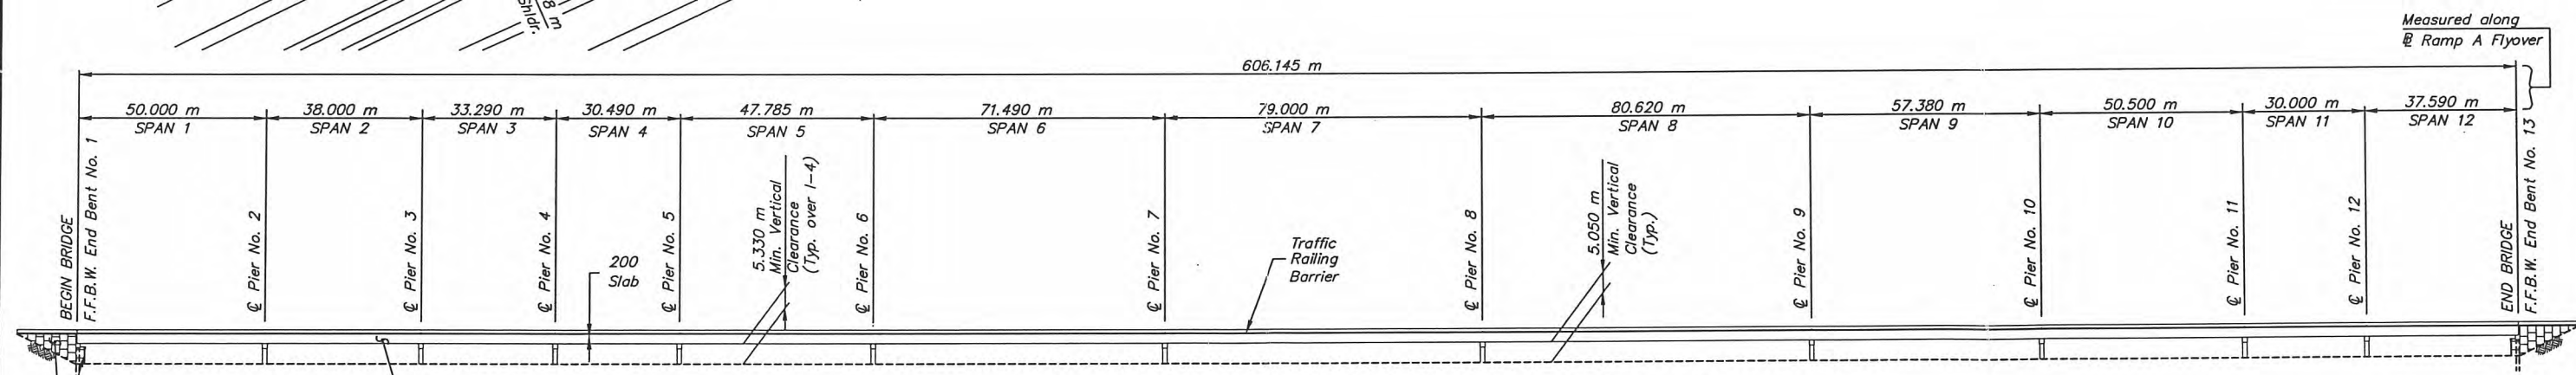 8 m
Shldr.
Measured along
℄ Ramp A Flyover
606.145 m
50.000 m
SPAN 1
38.000 m
SPAN 2
33.290 m
SPAN 3
30.490 m
SPAN 4
47.785 m
SPAN 5
71.490 m
SPAN 6
79.000 m
SPAN 7
80.620 m
SPAN 8
57.380 m
SPAN 9
50.500 m
SPAN 10
30.000 m
SPAN 11
37.590 m
SPAN 12
BEGIN BRIDGE
F.F.B.W. End Bent No. 1
℄ Pier No. 2
℄ Pier No. 3
℄ Pier No. 4
200
Slab
℄ Pier No. 5
5.330 m
Min. Vertical
Clearance
(Typ. over I-4)
℄ Pier No. 6
℄ Pier No. 7
Traffic
Railing
Barrier
℄ Pier No. 8
5.050 m
Min. Vertical
Clearance
(Typ.)
℄ Pier No. 9
℄ Pier No. 10
℄ Pier No. 11
℄ Pier No. 12
END BRIDGE
F.F.B.W. End Bent No. 13